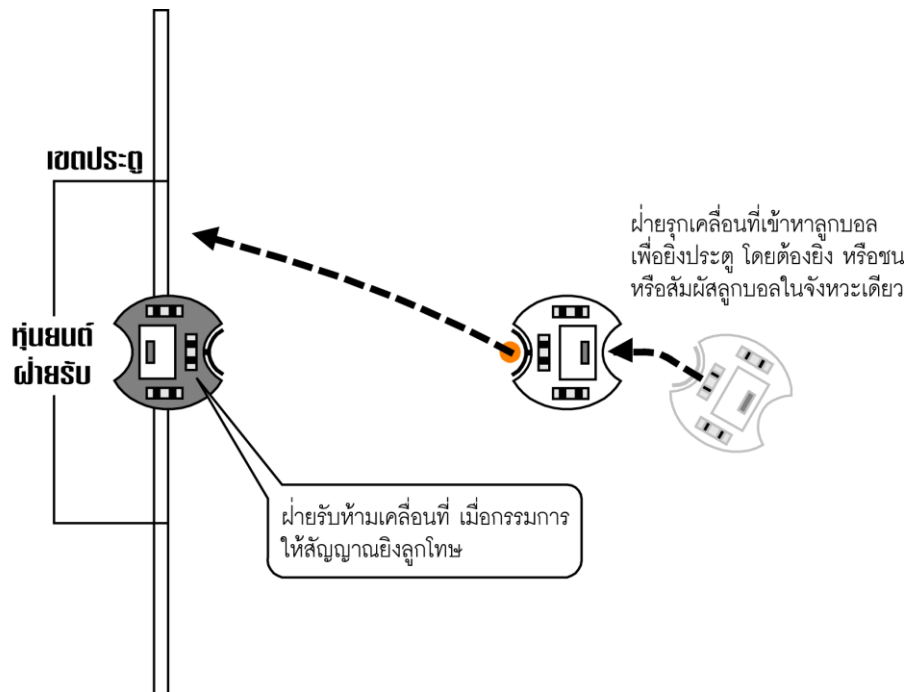 เขตประตู
ฝ่ายรุกเคลื่อนที่เข้าหาลูกบอล
เพื่อยิงประตู โดยต้องยิง หรือชน
หรือสัมผัสลูกบอลในจังหวะเดียว
หุ่นยนต์
ฝ่ายรับ
ฝ่ายรับห้ามเคลื่อนที่ เมื่อกรรมการ
ให้สัญญาณยิงลูกโทษ